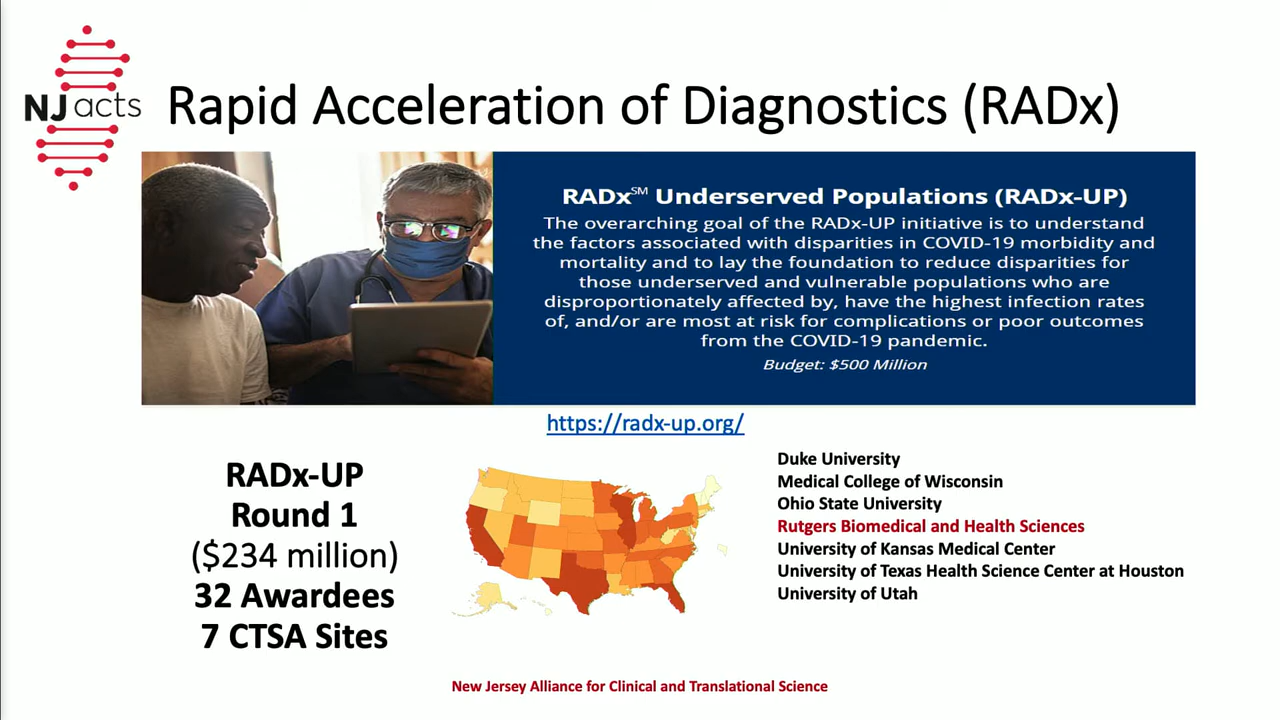 NJ acts
Rapid Acceleration of Diagnostics (RADx)
RADx℠ Underserved Populations (RADx-UP)
The overarching goal of the RADx-UP initiative is to understand
the factors associated with disparities in COVID-19 morbidity and
mortality and to lay the foundation to reduce disparities for
those underserved and vulnerable populations who are
disproportionately affected by, have the highest infection rates
of, and/or are most at risk for complications or poor outcomes
from the COVID-19 pandemic.
Budget: $500 Million
https://radx-up.org/
RADx-UP
Round 1
($234 million)
32 Awardees
7 CTSA Sites
Duke University
Medical College of Wisconsin
Ohio State University
Rutgers Biomedical and Health Sciences
University of Kansas Medical Center
University of Texas Health Science Center at Houston
University of Utah
New Jersey Alliance for Clinical and Translational Science